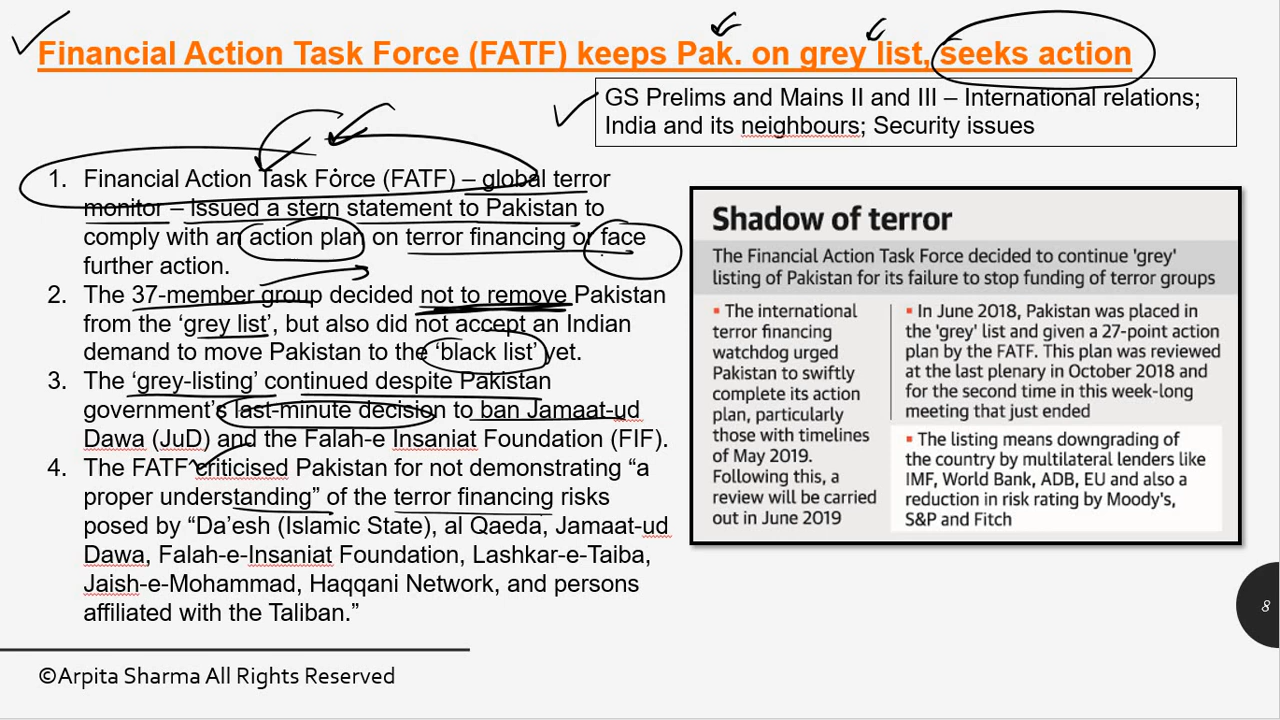 Financial Action Task Force (FATF) keeps Pak. on grey list, seeks action
GS Prelims and Mains II and III – International relations;
India and its neighbours; Security issues
1. Financial Action Task Force (FATF) – global terror
monitor – issued a stern statement to Pakistan to
comply with an action plan on terror financing or face
further action.
2. The 37-member group decided not to remove Pakistan
from the ‘grey list’, but also did not accept an Indian
demand to move Pakistan to the ‘black list’ yet.
3. The ‘grey-listing’ continued despite Pakistan
government’s last-minute decision to ban Jamaat-ud
Dawa (JuD) and the Falah-e Insaniat Foundation (FIF).
4. The FATF criticised Pakistan for not demonstrating “a
proper understanding” of the terror financing risks
posed by “Da’esh (Islamic State), al Qaeda, Jamaat-ud
Dawa, Falah-e-Insaniat Foundation, Lashkar-e-Taiba,
Jaish-e-Mohammad, Haqqani Network, and persons
affiliated with the Taliban.”
Shadow of terror
The Financial Action Task Force decided to continue 'grey'
listing of Pakistan for its failure to stop funding of terror groups
▪ The international
terror financing
watchdog urged
Pakistan to swiftly
complete its action
plan, particularly
those with timelines
of May 2019.
Following this, a
review will be carried
out in June 2019
▪ In June 2018, Pakistan was placed in
the 'grey' list and given a 27-point action
plan by the FATF. This plan was reviewed
at the last plenary in October 2018 and
for the second time in this week-long
meeting that just ended
▪ The listing means downgrading of
the country by multilateral lenders like
IMF, World Bank, ADB, EU and also a
reduction in risk rating by Moody's,
S&P and Fitch
8
©Arpita Sharma All Rights Reserved